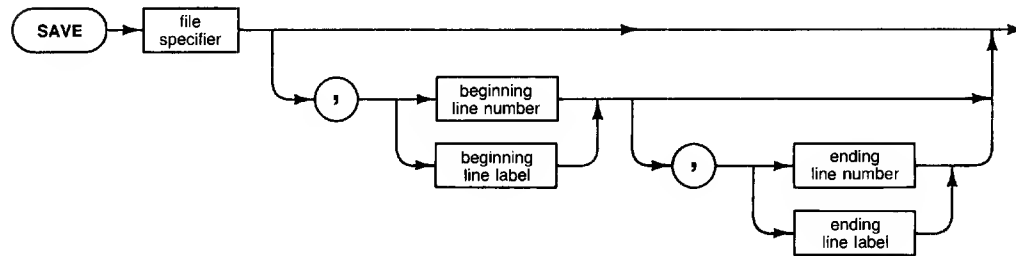 SAVE
file
specifier
,
beginning
line number
beginning
line label
,
ending
line number
ending
line label